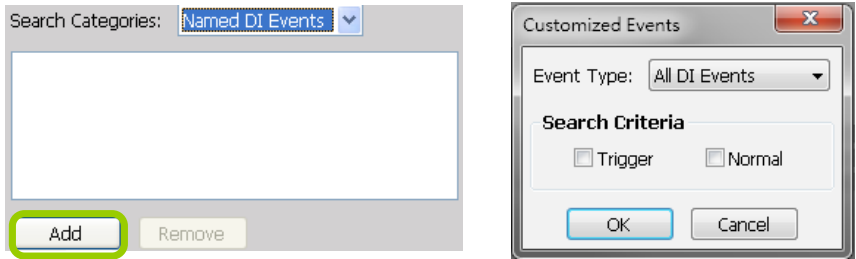 Search Categories: Named DI Events
Add Remove
Customized Events
Event Type: All DI Events
Search Criteria
Trigger Normal
OK Cancel